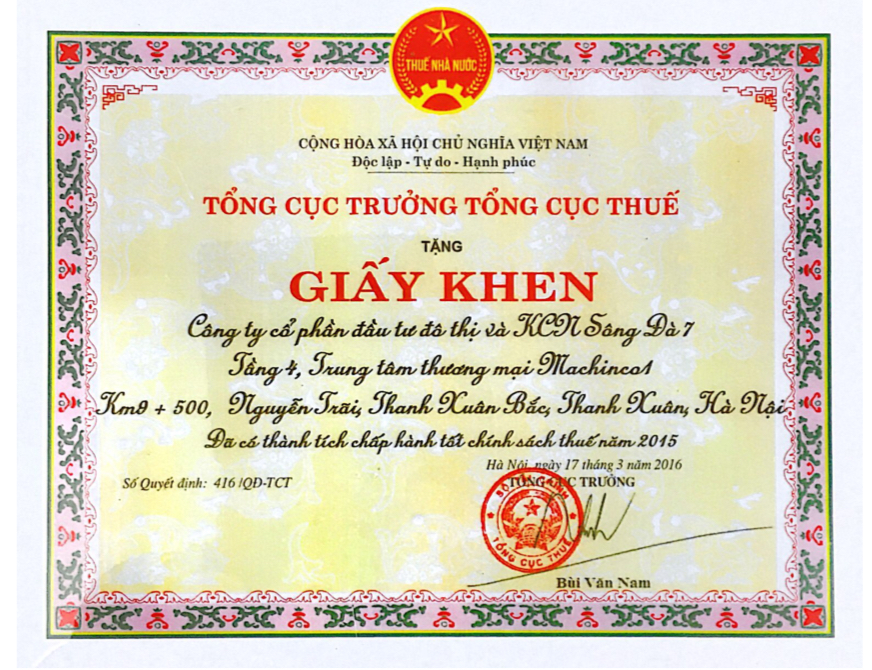 THUẾ NHÀ NƯỚC
CỘNG HÒA XÃ HỘI CHỦ NGHĨA VIỆT NAM
Độc lập - Tự do - Hạnh phúc
TỔNG CỤC TRƯỞNG TỔNG CỤC THUẾ
TẶNG
GIẤY KHEN
Công ty cổ phần đầu tư đô thị và KCN Sông Đà 7
Tầng 4, Trung tâm thương mại Machinco1
Km9 + 500, Nguyễn Trãi, Thanh Xuân Bắc, Thanh Xuân, Hà Nội
Đã có thành tích chấp hành tốt chính sách thuế năm 2015
Hà Nội, ngày 17 tháng 3 năm 2016
Số Quyết định: 416 /QĐ-TCT
TỔNG CỤC TRƯỞNG
BỘ TÀI CHÍNH
TỔNG CỤC THUẾ
Bùi Văn Nam